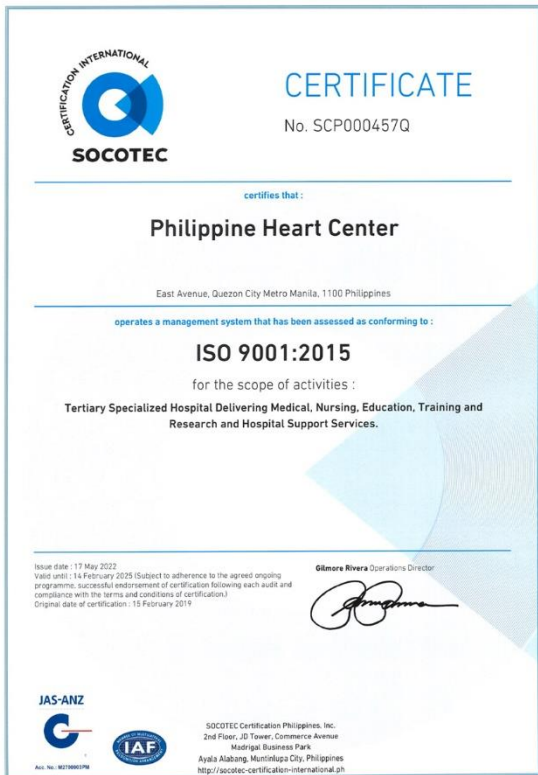 CERTIFICATION INTERNATIONAL
SOCOTEC
CERTIFICATE
No. SCP000457Q
certifies that :
Philippine Heart Center
East Avenue, Quezon City Metro Manila, 1100 Philippines
operates a management system that has been assessed as conforming to :
ISO 9001:2015
for the scope of activities :
Tertiary Specialized Hospital Delivering Medical, Nursing, Education, Training and
Research and Hospital Support Services.
Issue date : 17 May 2022
Valid until : 14 February 2025 (Subject to adherence to the agreed ongoing
programme, successful endorsement of certification following each audit and
compliance with the terms and conditions of certification.)
Original date of certification : 15 February 2019
Gilmore Rivera Operations Director
JAS-ANZ
IAF
SOCOTEC Certification Philippines, Inc.
2nd Floor, JD Tower, Commerce Avenue
Madrigal Business Park
Ayala Alabang, Muntinlupa City, Philippines
http://socotec-certification-international.ph